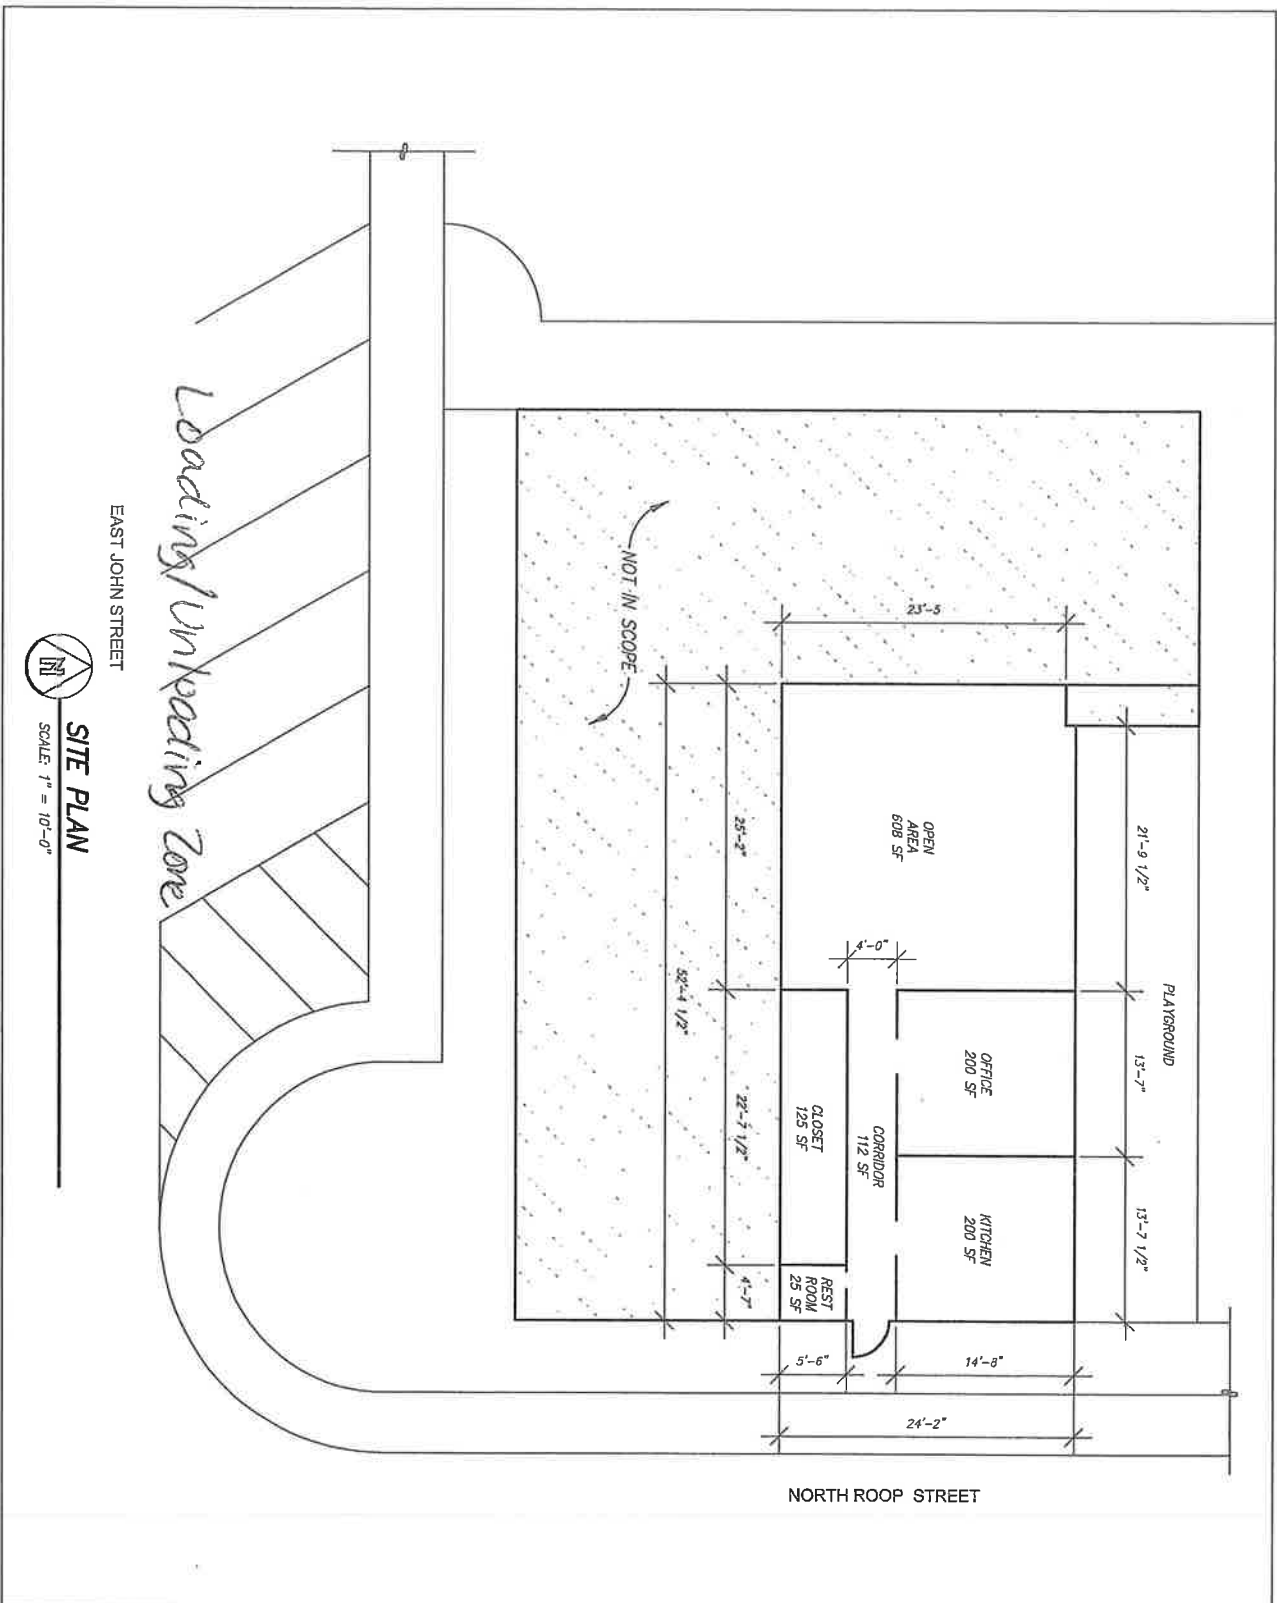 PLAYGROUND
21'-9 1/2"
13'-7"
13'-7 1/2"
23'-5
OPEN
AREA
608 SF
OFFICE
200 SF
KITCHEN
200 SF
4'-0"
CORRIDOR
112 SF
CLOSET
125 SF
REST
ROOM
25 SF
25'-2"
22'-7 1/2"
4'-7"
52'-4 1/2"
NOT IN SCOPE
5'-6"
14'-8"
24'-2"
NORTH ROOP STREET
Loading/Unloading Zone
EAST JOHN STREET
N
SITE PLAN
SCALE: 1" = 10'-0"